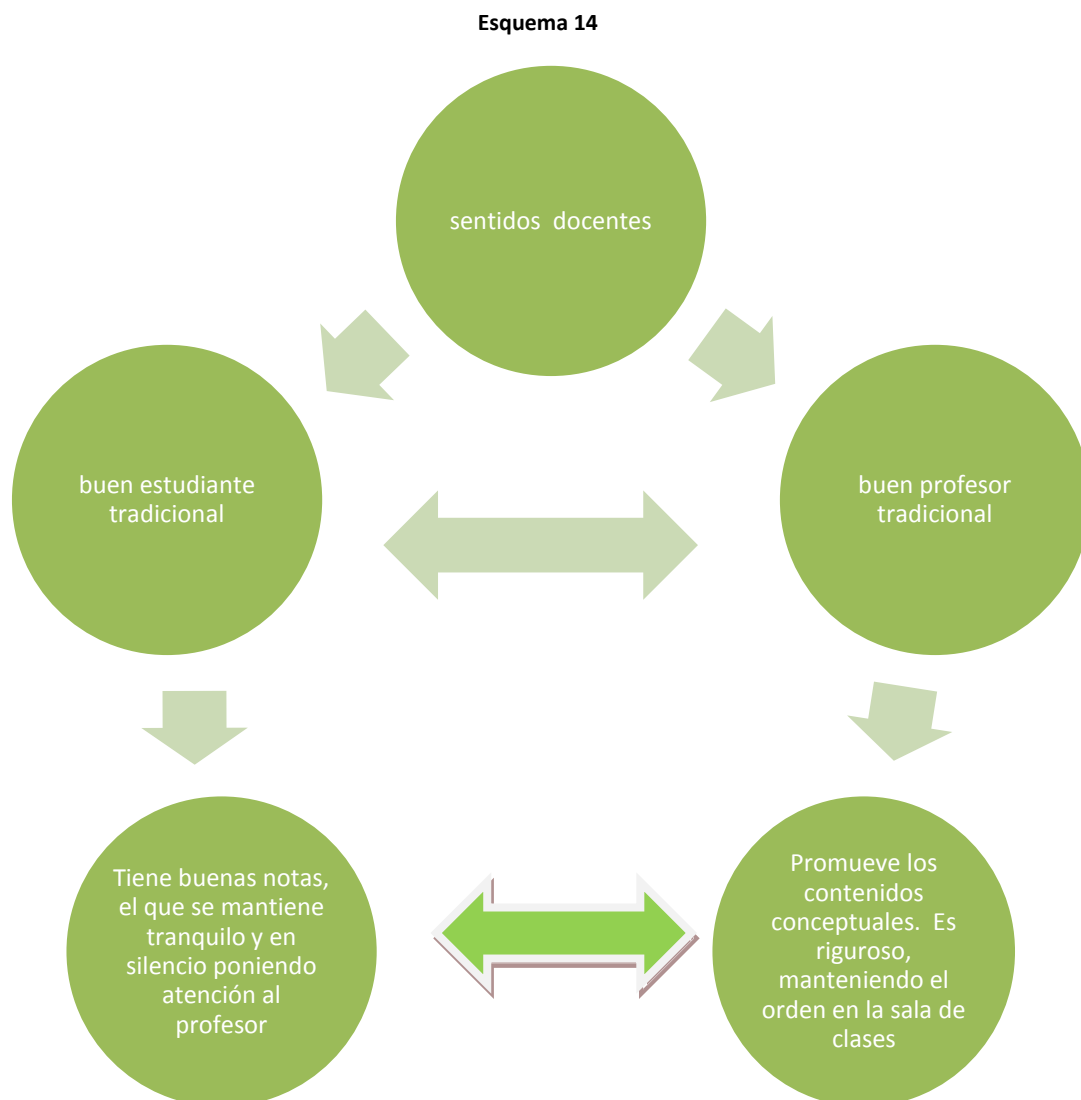 Esquema 14
sentidos  docentes
buen estudiante
tradicional
buen profesor
tradicional
Tiene buenas notas,
el que se mantiene
tranquilo y en
silencio poniendo
atención al
profesor
Promueve los
contenidos
conceptuales.  Es
riguroso,
manteniendo el
orden en la sala de
clases